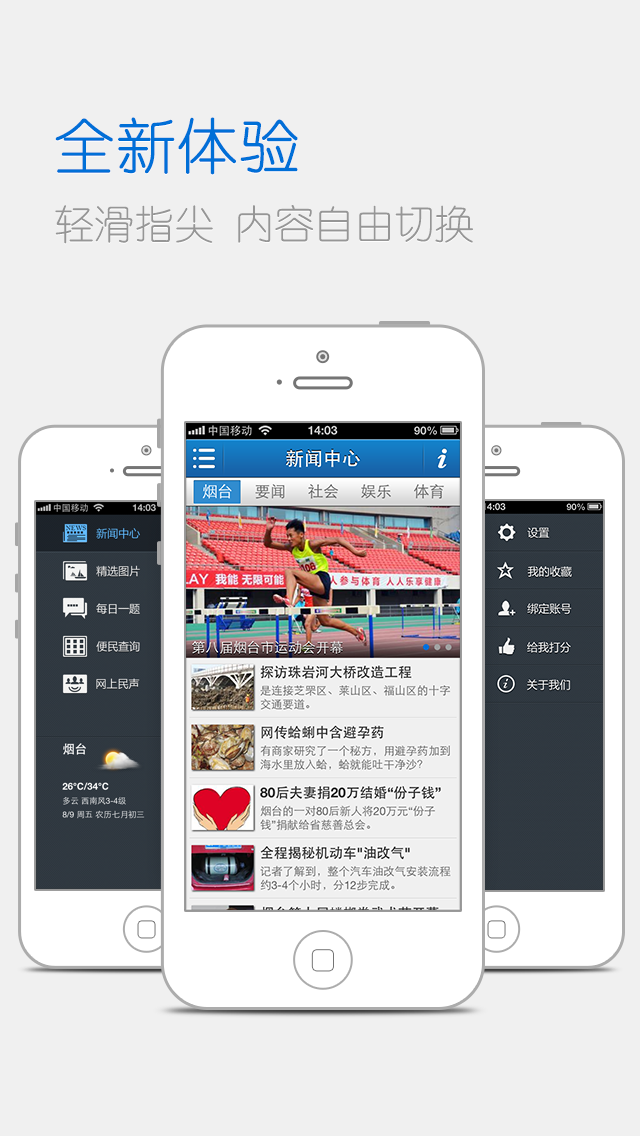 全新体验
轻滑指尖 内容自由切换
中国移动 14:03
新闻中心
精选图片
每日一题
便民查询
网上民声
烟台
26°C/34°C
多云 西南风3-4级
8/9 周五 农历七月初三
中国移动 14:03 90%
新闻中心
烟台 要闻 社会 娱乐 体育
PLAY 我能 无限可能 人人参与体育 人人乐享健康
第八届烟台市运动会开幕
探访珠岩河大桥改造工程
是连接芝罘区、莱山区、福山区的十字
交通要道。
网传蛤蜊中含避孕药
有商家研究了一个秘方，用避孕药加到
海水里放入蛤，蛤就能吐干净沙?
80后夫妻捐20万结婚“份子钱”
烟台的一对80后新人将20万元“份子
钱”捐献给省慈善总会。
全程揭秘机动车"油改气"
记者了解到，整个汽车油改气安装流程
约3-4个小时，分12步完成。
4:03 90%
设置
我的收藏
绑定账号
给我打分
关于我们